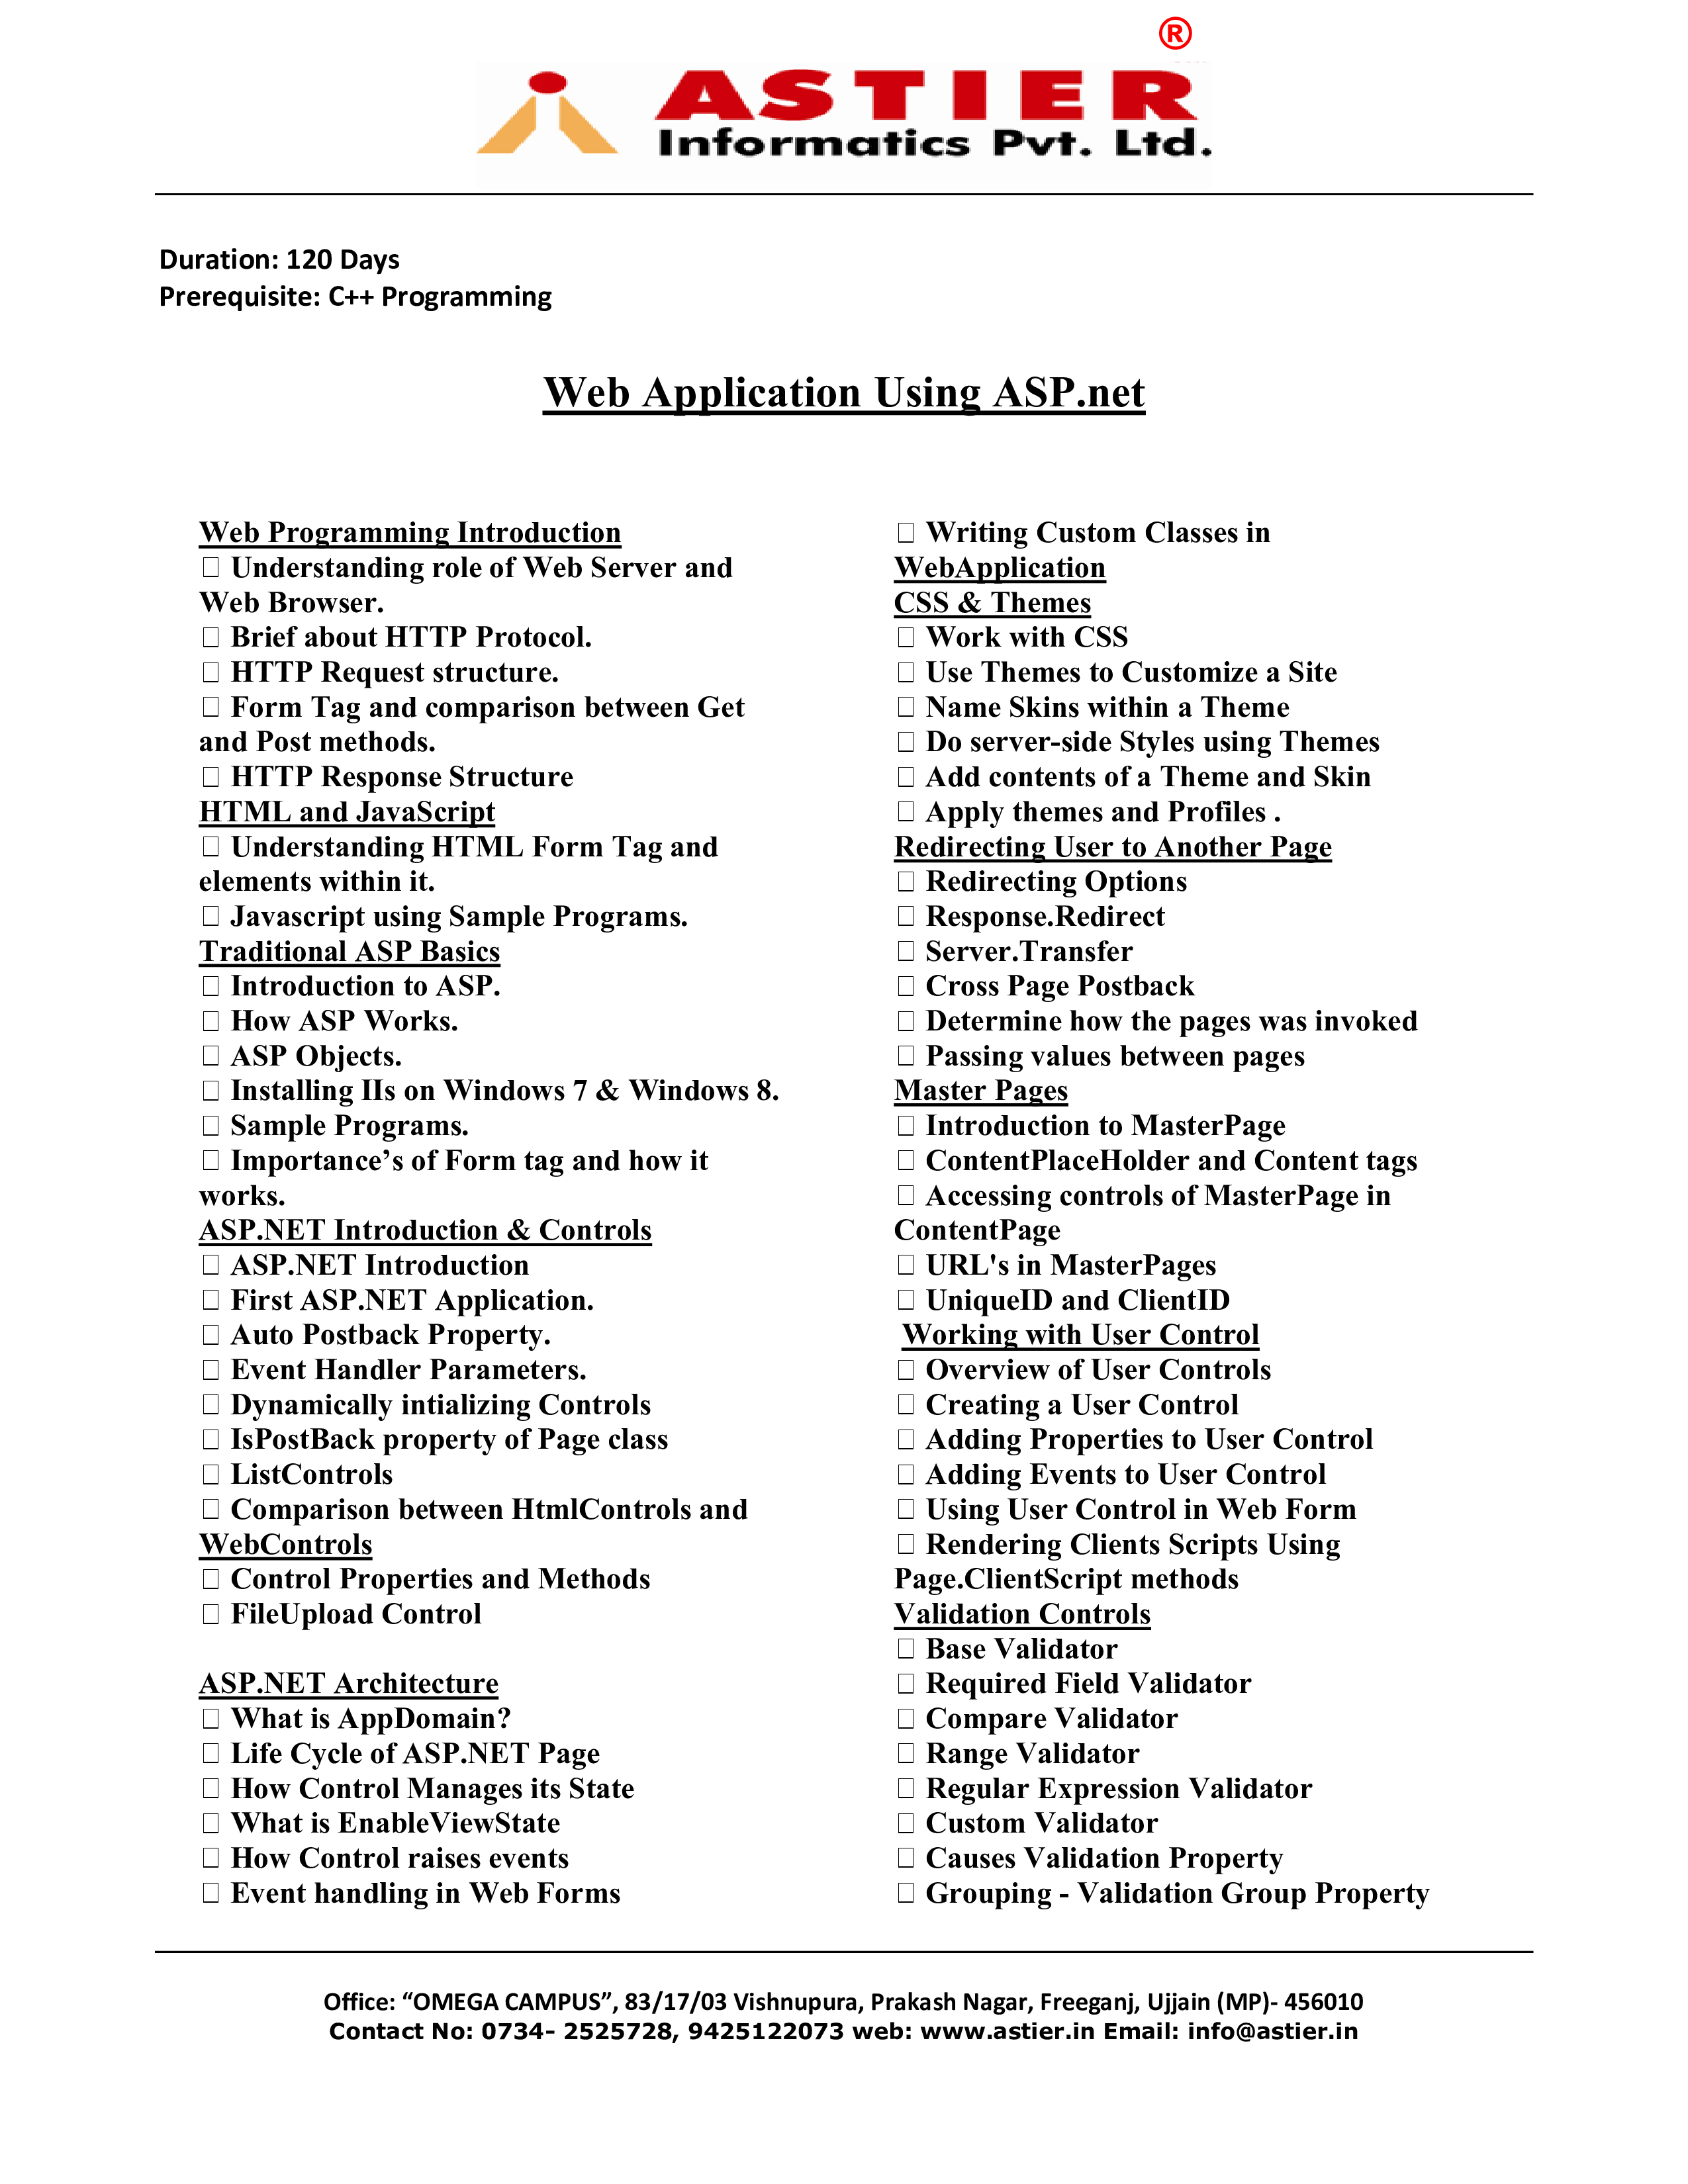 ®
ASTIER
Informatics Pvt. Ltd.
Duration: 120 Days
Prerequisite: C++ Programming
Web Application Using ASP.net
Web Programming Introduction
□ Understanding role of Web Server and
Web Browser.
□ Brief about HTTP Protocol.
□ HTTP Request structure.
□ Form Tag and comparison between Get
and Post methods.
□ HTTP Response Structure
HTML and JavaScript
□ Understanding HTML Form Tag and
elements within it.
□ Javascript using Sample Programs.
Traditional ASP Basics
□ Introduction to ASP.
□ How ASP Works.
□ ASP Objects.
□ Installing IIs on Windows 7 & Windows 8.
□ Sample Programs.
□ Importance’s of Form tag and how it
works.
ASP.NET Introduction & Controls
□ ASP.NET Introduction
□ First ASP.NET Application.
□ Auto Postback Property.
□ Event Handler Parameters.
□ Dynamically intializing Controls
□ IsPostBack property of Page class
□ ListControls
□ Comparison between HtmlControls and
WebControls
□ Control Properties and Methods
□ FileUpload Control
ASP.NET Architecture
□ What is AppDomain?
□ Life Cycle of ASP.NET Page
□ How Control Manages its State
□ What is EnableViewState
□ How Control raises events
□ Event handling in Web Forms
□ Writing Custom Classes in
WebApplication
CSS & Themes
□ Work with CSS
□ Use Themes to Customize a Site
□ Name Skins within a Theme
□ Do server-side Styles using Themes
□ Add contents of a Theme and Skin
□ Apply themes and Profiles .
Redirecting User to Another Page
□ Redirecting Options
□ Response.Redirect
□ Server.Transfer
□ Cross Page Postback
□ Determine how the pages was invoked
□ Passing values between pages
Master Pages
□ Introduction to MasterPage
□ ContentPlaceHolder and Content tags
□ Accessing controls of MasterPage in
ContentPage
□ URL's in MasterPages
□ UniqueID and ClientID
Working with User Control
□ Overview of User Controls
□ Creating a User Control
□ Adding Properties to User Control
□ Adding Events to User Control
□ Using User Control in Web Form
□ Rendering Clients Scripts Using
Page.ClientScript methods
Validation Controls
□ Base Validator
□ Required Field Validator
□ Compare Validator
□ Range Validator
□ Regular Expression Validator
□ Custom Validator
□ Causes Validation Property
□ Grouping - Validation Group Property
Office: “OMEGA CAMPUS”, 83/17/03 Vishnupura, Prakash Nagar, Freeganj, Ujjain (MP)- 456010
Contact No: 0734- 2525728, 9425122073 web: www.astier.in Email: info@astier.in